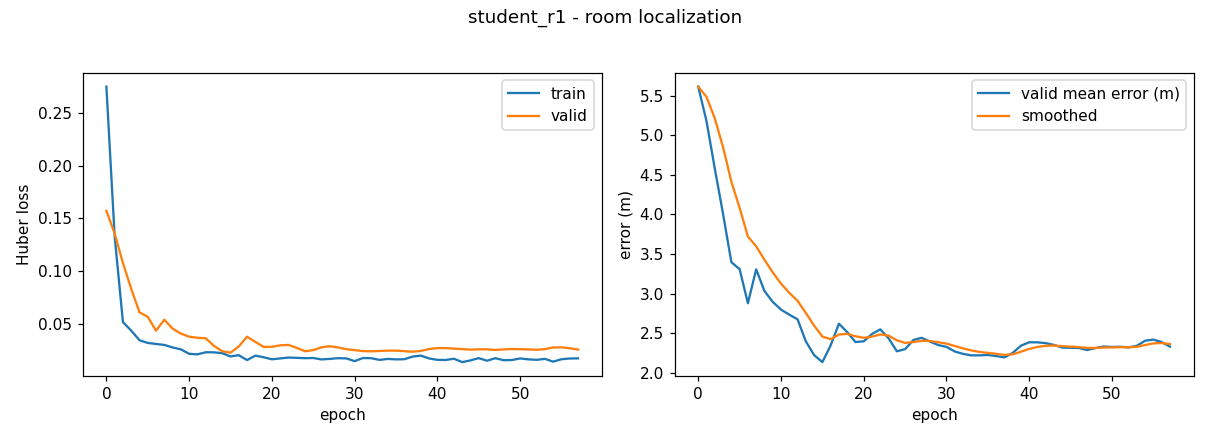 student_r1 - room localization
Huber loss
0.25
0.20
0.15
0.10
0.05
0 10 20 30 40 50
epoch
train
valid
error (m)
5.5
5.0
4.5
4.0
3.5
3.0
2.5
2.0
0 10 20 30 40 50
epoch
valid mean error (m)
smoothed